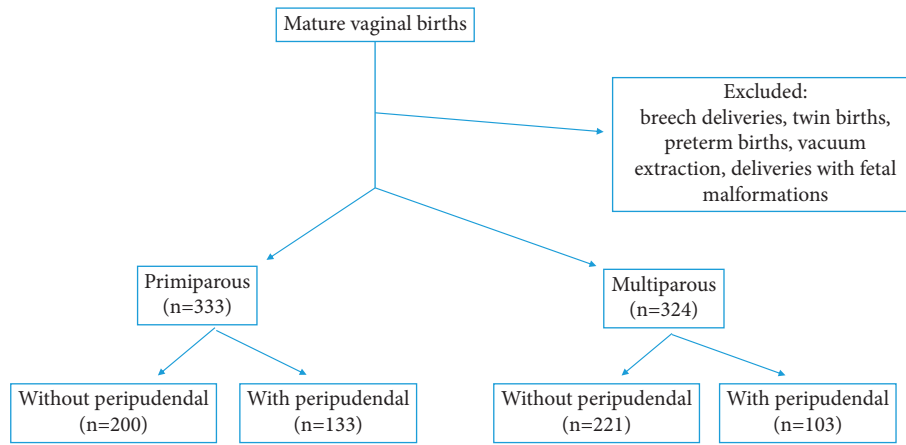 Mature vaginal births
Excluded:
breech deliveries, twin births,
preterm births, vacuum
extraction, deliveries with fetal
malformations
Primiparous
(n=333)
Multiparous
(n=324)
Without peripudendal
(n=200)
With peripudendal
(n=133)
Without peripudendal
(n=221)
With peripudendal
(n=103)